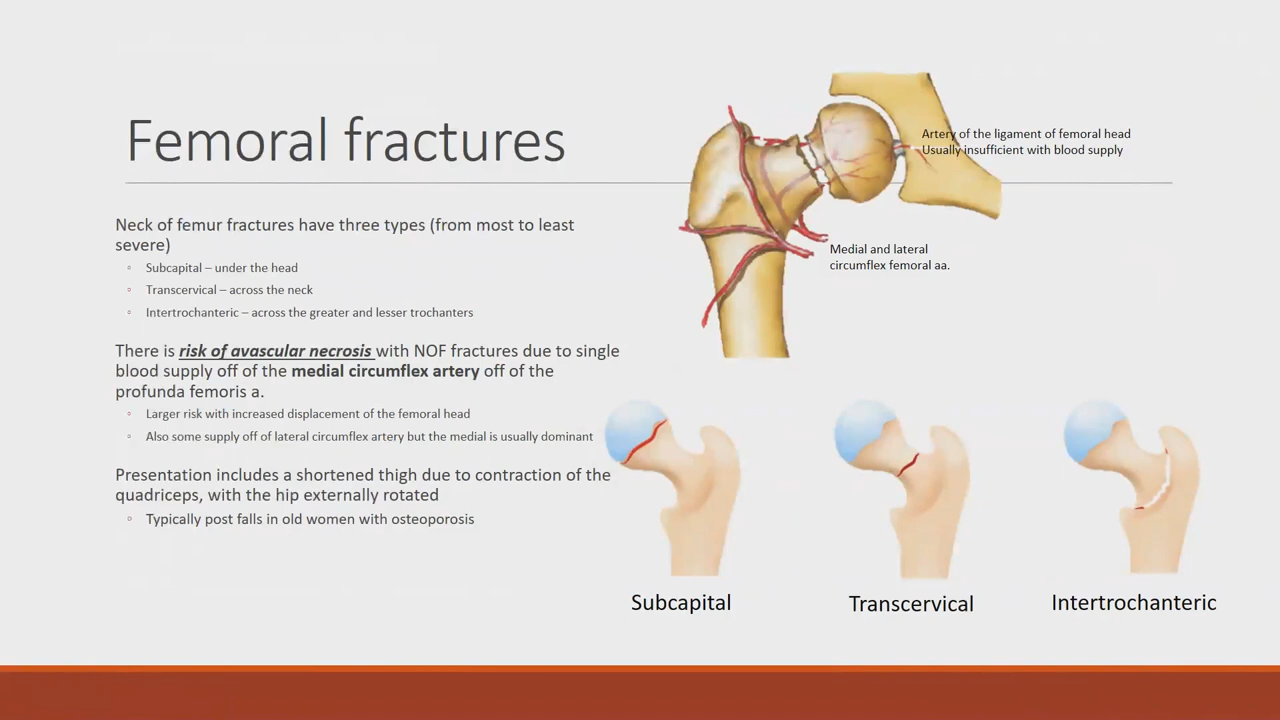 Femoral fractures
Neck of femur fractures have three types (from most to least
severe)
▫ Subcapital – under the head
▫ Transcervical – across the neck
▫ Intertrochanteric – across the greater and lesser trochanters
There is risk of avascular necrosis with NOF fractures due to single
blood supply off of the medial circumflex artery off of the
profunda femoris a.
▫ Larger risk with increased displacement of the femoral head
▫ Also some supply off of lateral circumflex artery but the medial is usually dominant
Presentation includes a shortened thigh due to contraction of the
quadriceps, with the hip externally rotated
▫ Typically post falls in old women with osteoporosis
Artery of the ligament of femoral head
Usually insufficient with blood supply
Medial and lateral
circumflex femoral aa.
Subcapital
Transcervical
Intertrochanteric